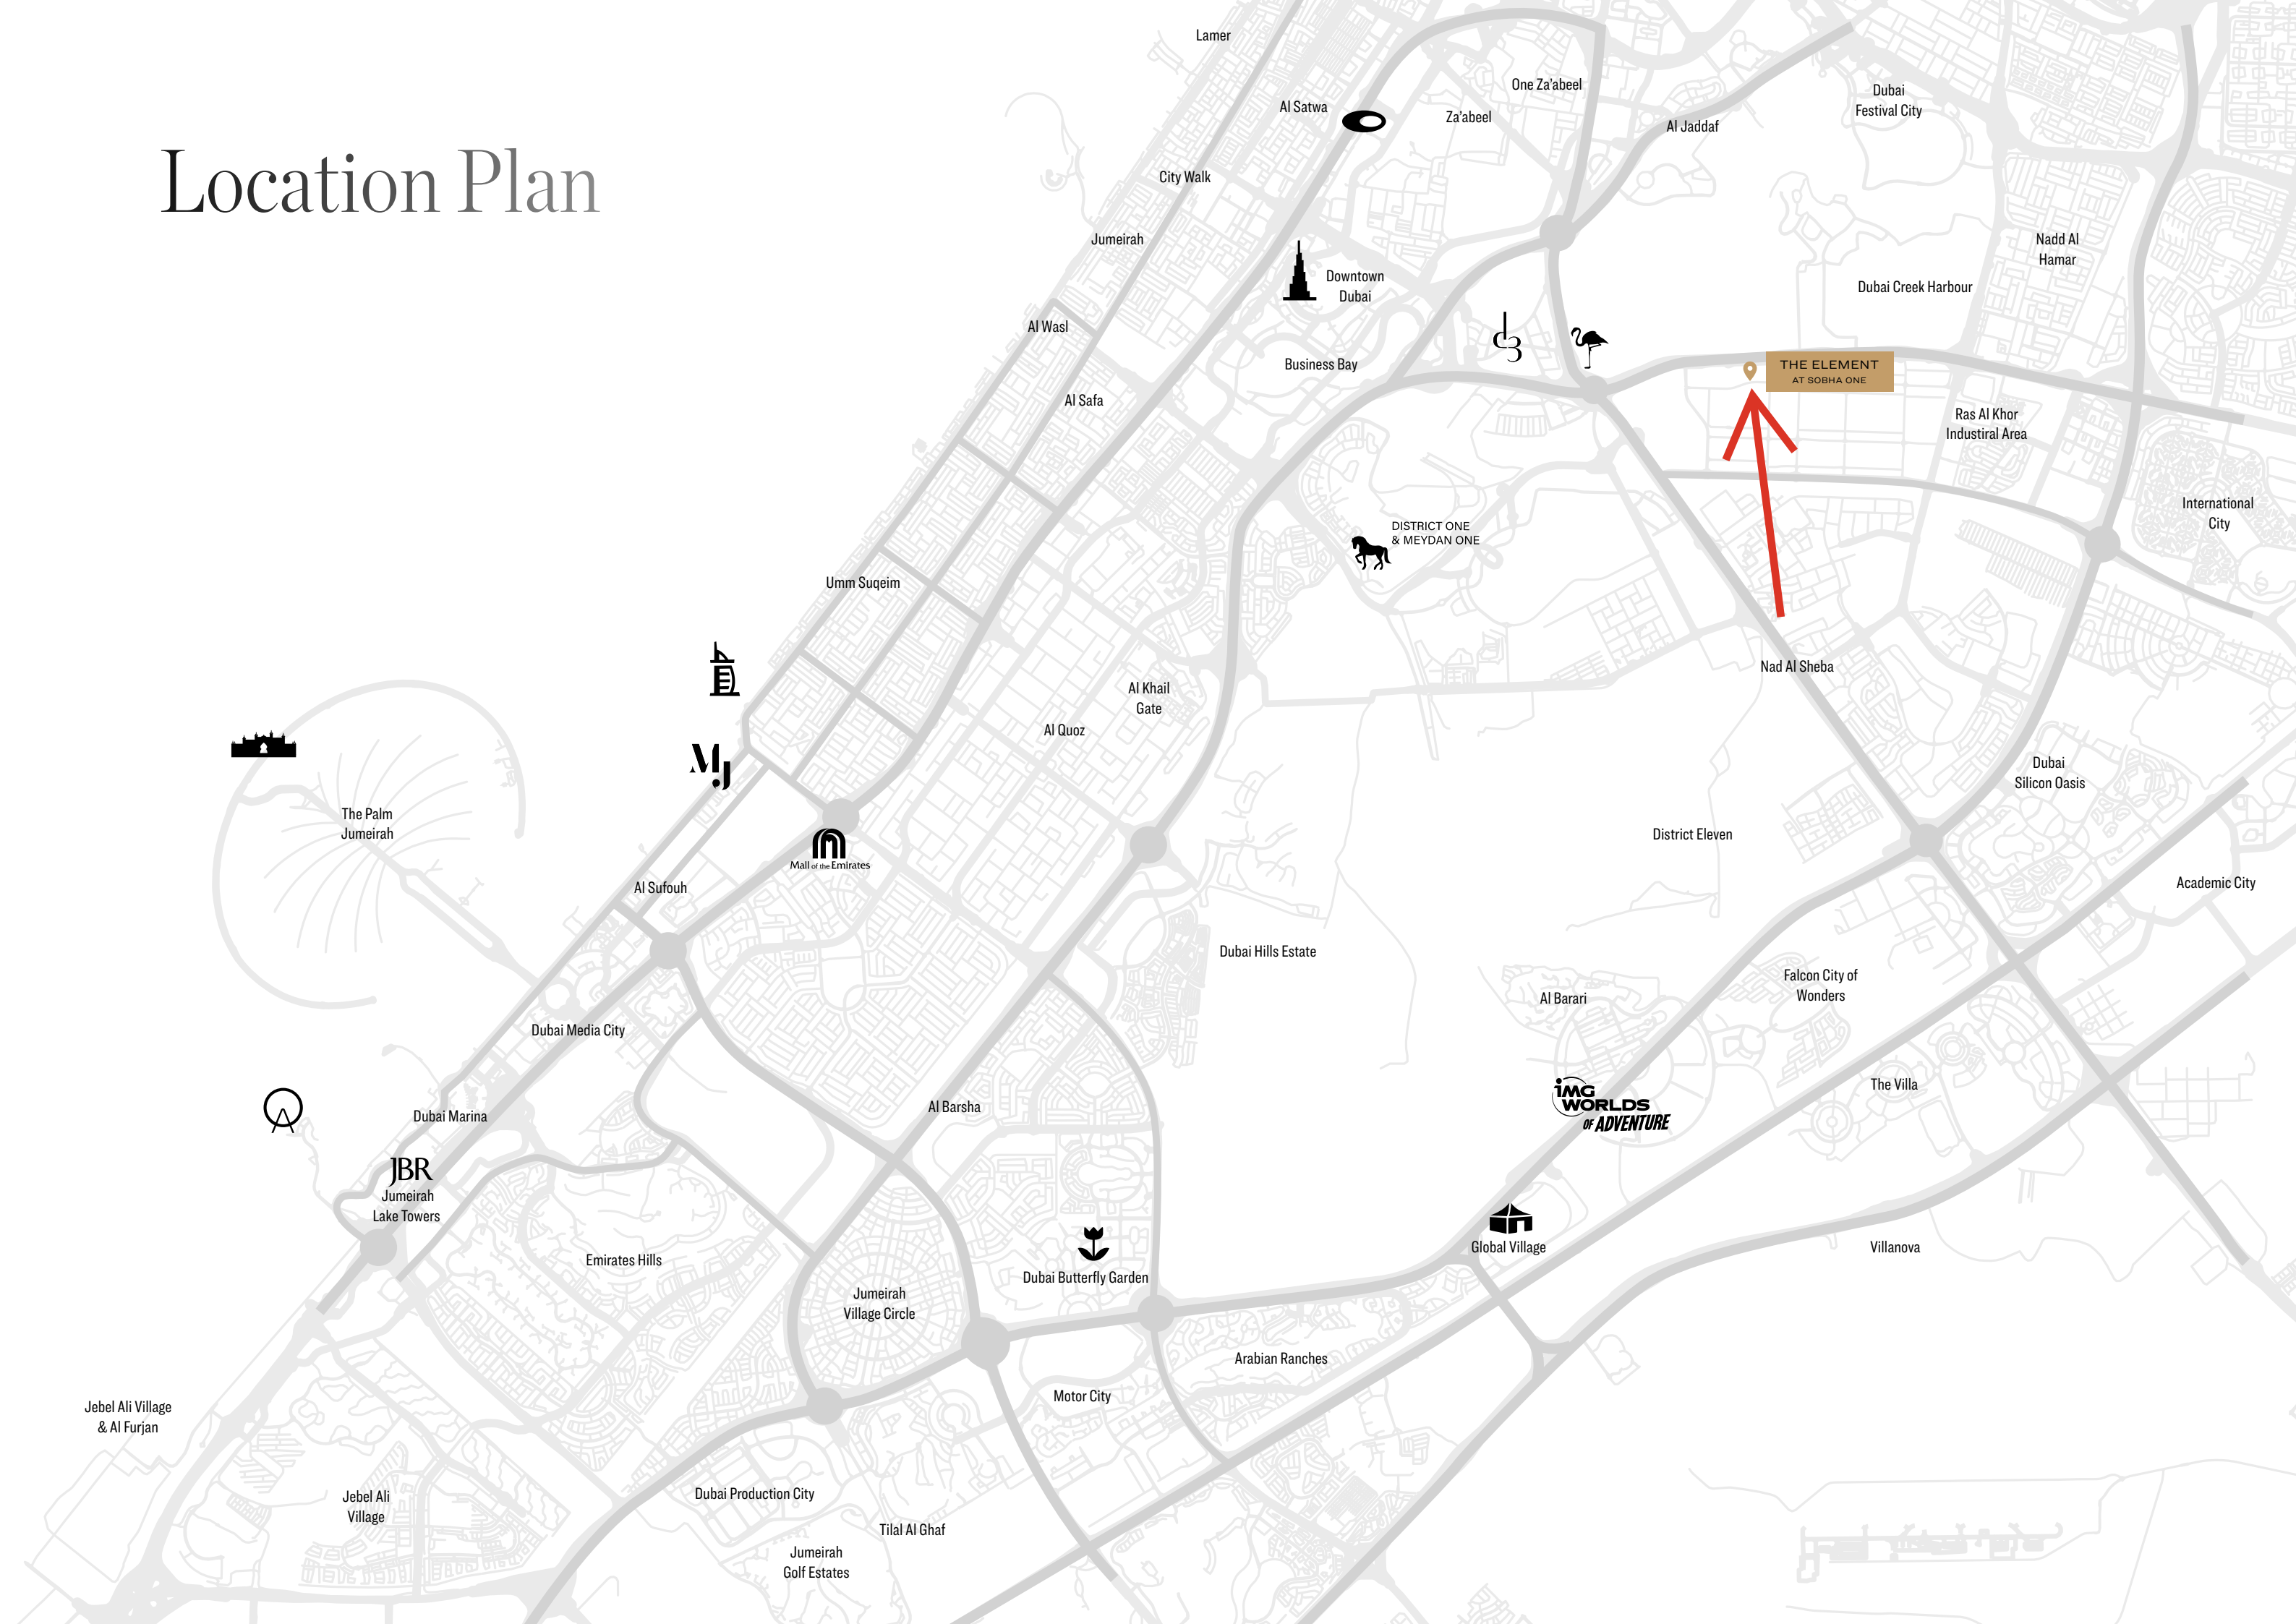 Location Plan
Lamer
One Za'abeel
Al Satwa
Za'abeel
Al Jaddaf
Dubai
Festival City
City Walk
Jumeirah
Nadd Al
Hamar
Downtown
Dubai
Dubai Creek Harbour
Al Wasl
d3
Business Bay
THE ELEMENT
AT SOBHA ONE
Al Safa
Ras Al Khor
Industiral Area
International
City
DISTRICT ONE
& MEYDAN ONE
Umm Suqeim
Nad Al Sheba
Al Khail
Gate
Al Quoz
MJ
Dubai
Silicon Oasis
The Palm
Jumeirah
District Eleven
Mall of the Emirates
Al Sufouh
Academic City
Dubai Hills Estate
Falcon City of
Wonders
Al Barari
Dubai Media City
The Villa
iMG
WORLDS
OF ADVENTURE
Al Barsha
Dubai Marina
JBR
Jumeirah
Lake Towers
Global Village
Villanova
Emirates Hills
Dubai Butterfly Garden
Jumeirah
Village Circle
Arabian Ranches
Motor City
Jebel Ali Village
& Al Furjan
Dubai Production City
Jebel Ali
Village
Tilal Al Ghaf
Jumeirah
Golf Estates